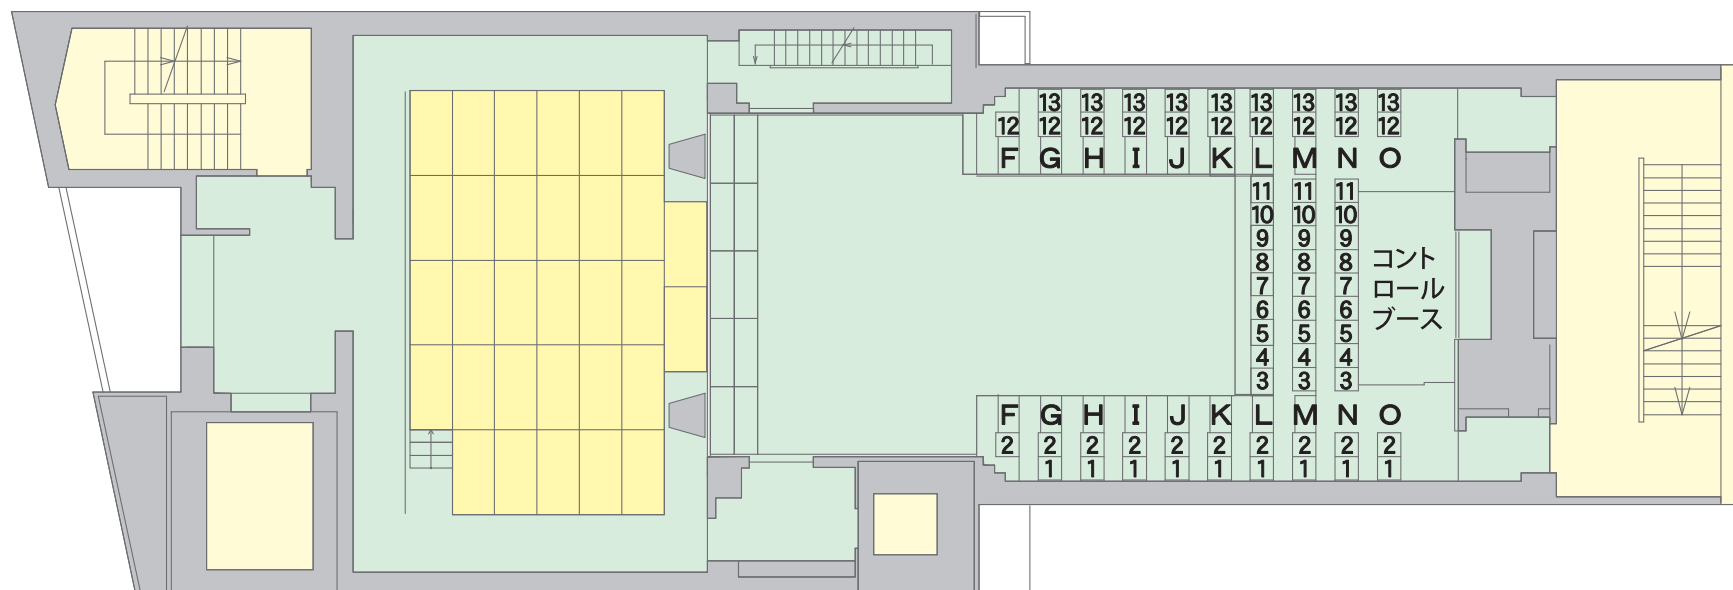 13 13 13 13 13 13 13 13 13
12 12 12 12 12 12 12 12 12 12
F G H I J K L M N O
11 11 11
10 10 10
9 9 9
8 8 8
7 7 7
6 6 6
5 5 5
4 4 4
3 3 3
コント
ロール
ブース
F G H I J K L M N O
2 2 2 2 2 2 2 2 2 2
1 1 1 1 1 1 1 1 1